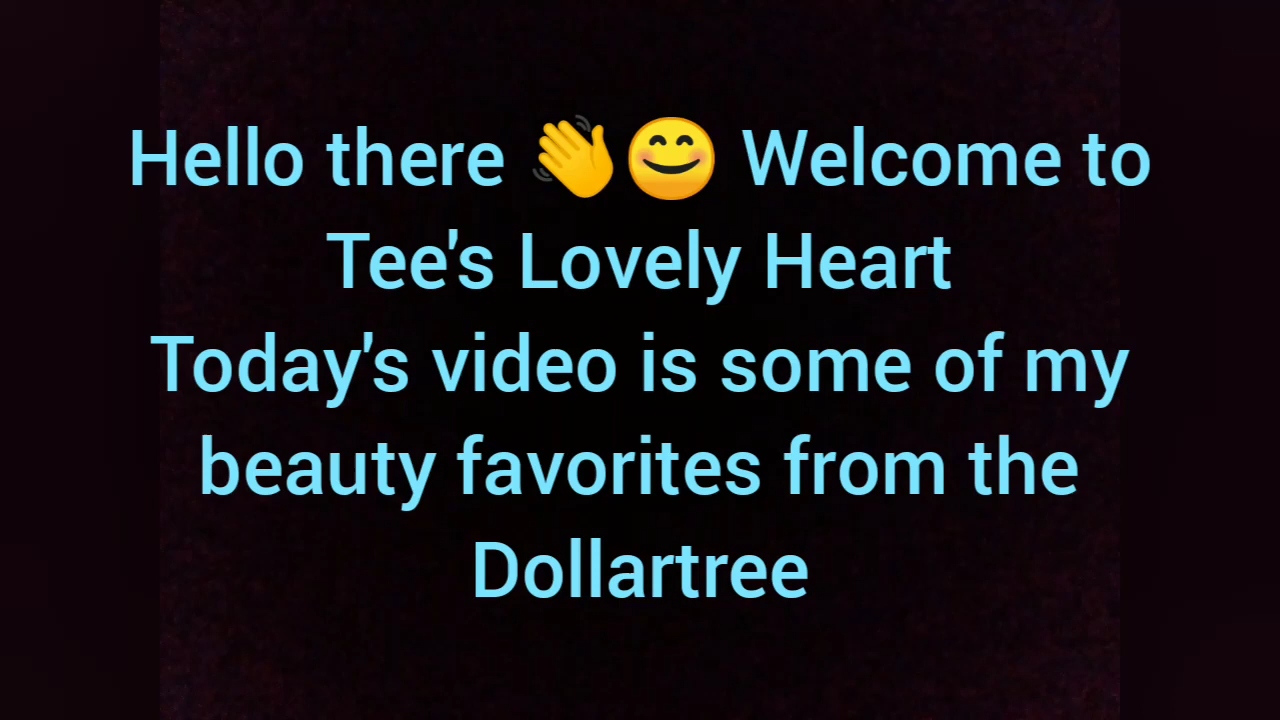 Hello there 👋😊 Welcome to
Tee's Lovely Heart
Today's video is some of my
beauty favorites from the
Dollartree